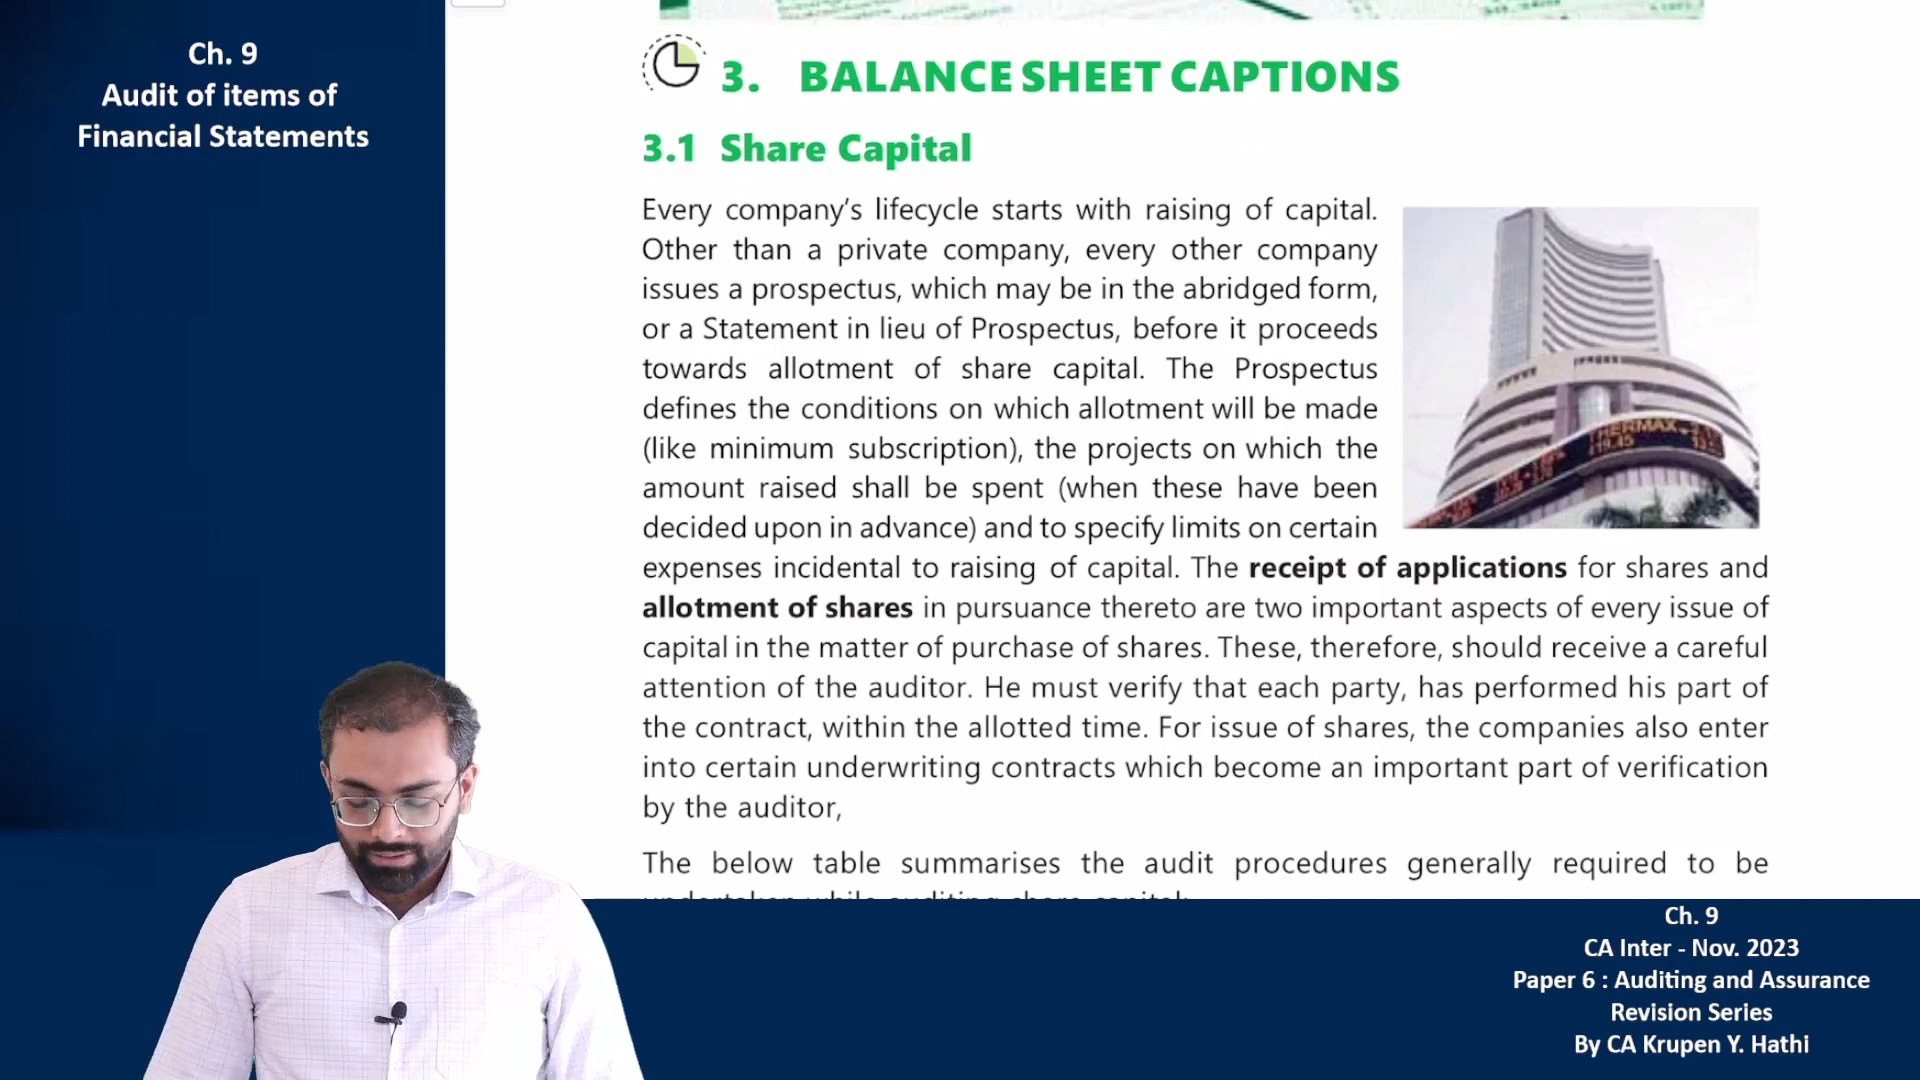 Ch. 9
Audit of items of
Financial Statements
3. BALANCE SHEET CAPTIONS
3.1 Share Capital
Every company’s lifecycle starts with raising of capital.
Other than a private company, every other company
issues a prospectus, which may be in the abridged form,
or a Statement in lieu of Prospectus, before it proceeds
towards allotment of share capital. The Prospectus
defines the conditions on which allotment will be made
(like minimum subscription), the projects on which the
amount raised shall be spent (when these have been
decided upon in advance) and to specify limits on certain
expenses incidental to raising of capital. The receipt of applications for shares and
allotment of shares in pursuance thereto are two important aspects of every issue of
capital in the matter of purchase of shares. These, therefore, should receive a careful
attention of the auditor. He must verify that each party, has performed his part of
the contract, within the allotted time. For issue of shares, the companies also enter
into certain underwriting contracts which become an important part of verification
by the auditor,
The below table summarises the audit procedures generally required to be
undertaken while auditing share capital:
THERMAX
Ch. 9
CA Inter - Nov. 2023
Paper 6 : Auditing and Assurance
Revision Series
By CA Krupen Y. Hathi